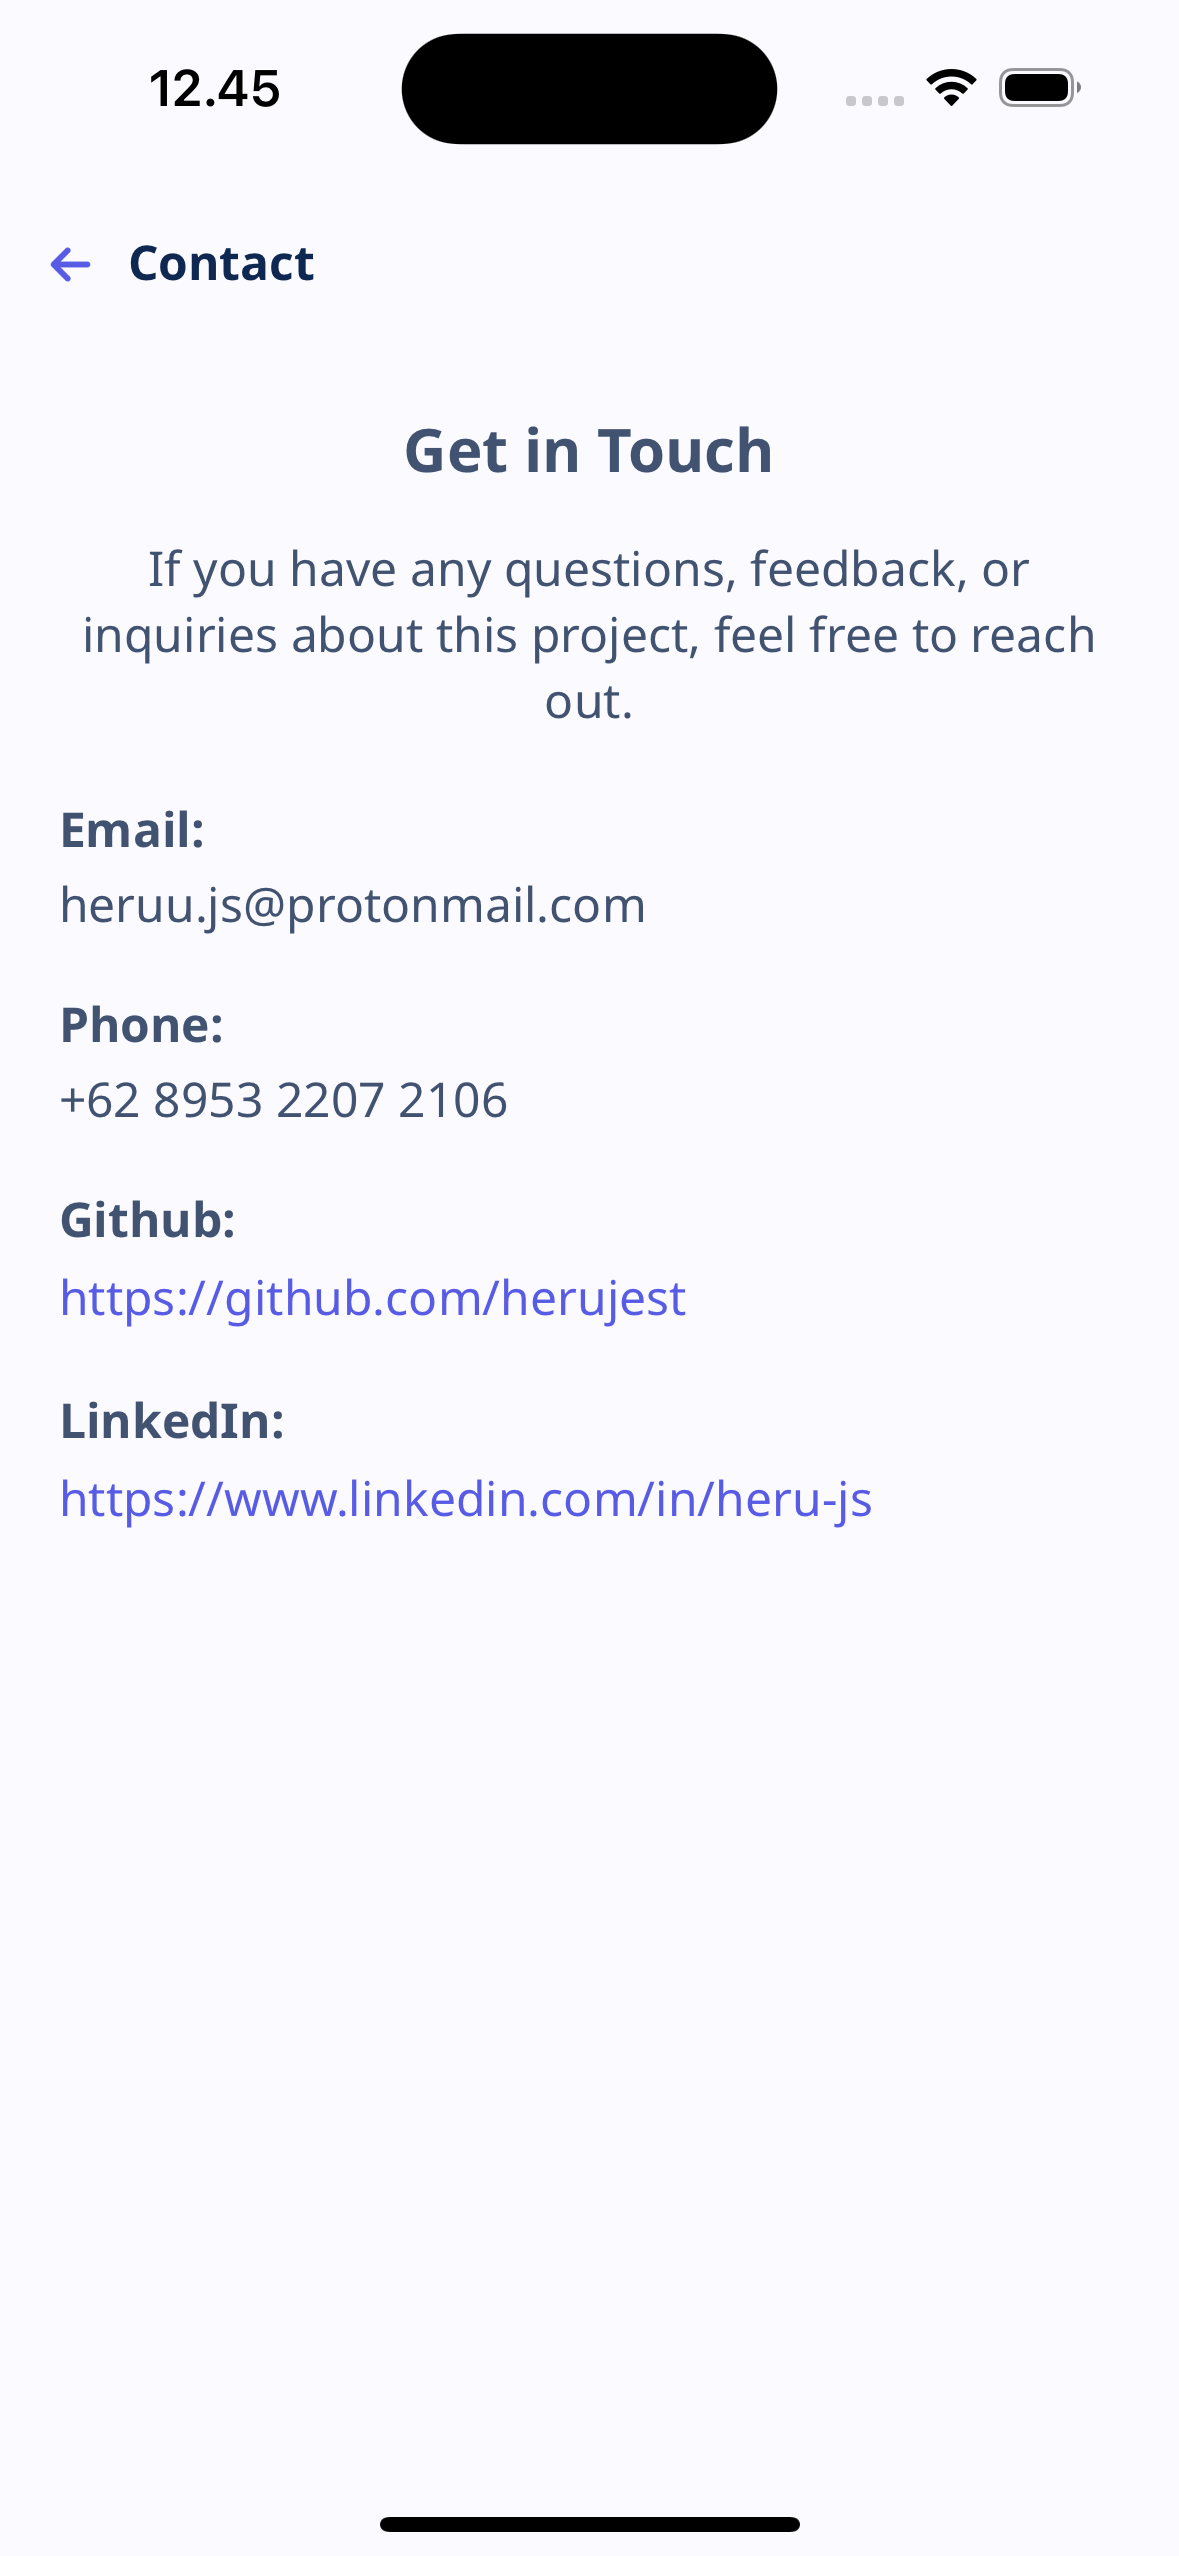 12.45
Contact
Get in Touch
If you have any questions, feedback, or
inquiries about this project, feel free to reach
out.
Email:
heruu.js@protonmail.com
Phone:
+62 8953 2207 2106
Github:
https://github.com/herujest
LinkedIn:
https://www.linkedin.com/in/heru-js